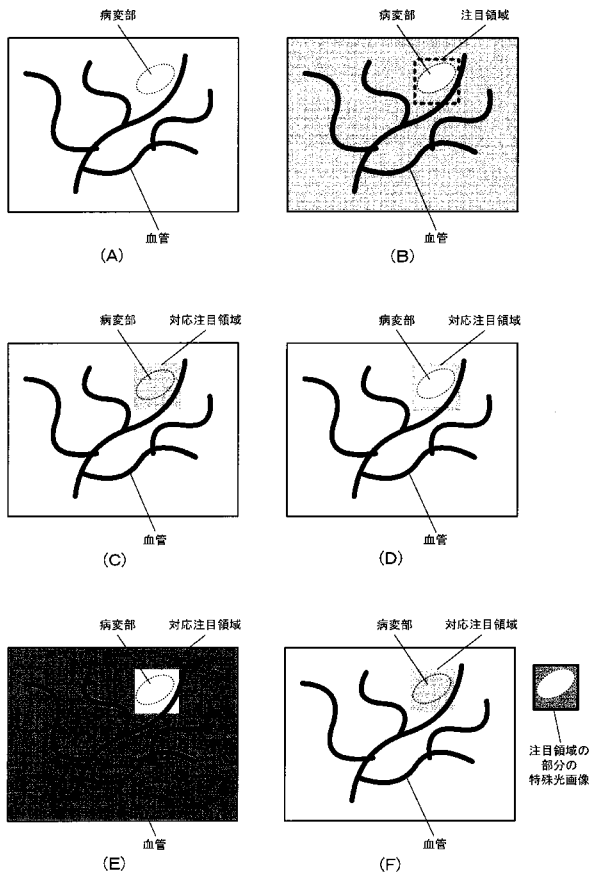 病変部
血管
(A)
病変部 注目領域
血管
(B)
病変部 対応注目領域
血管
(C)
病変部 対応注目領域
血管
(D)
病変部 対応注目領域
血管
(E)
病変部 対応注目領域
注目領域の
部分の
特殊光画像
血管
(F)